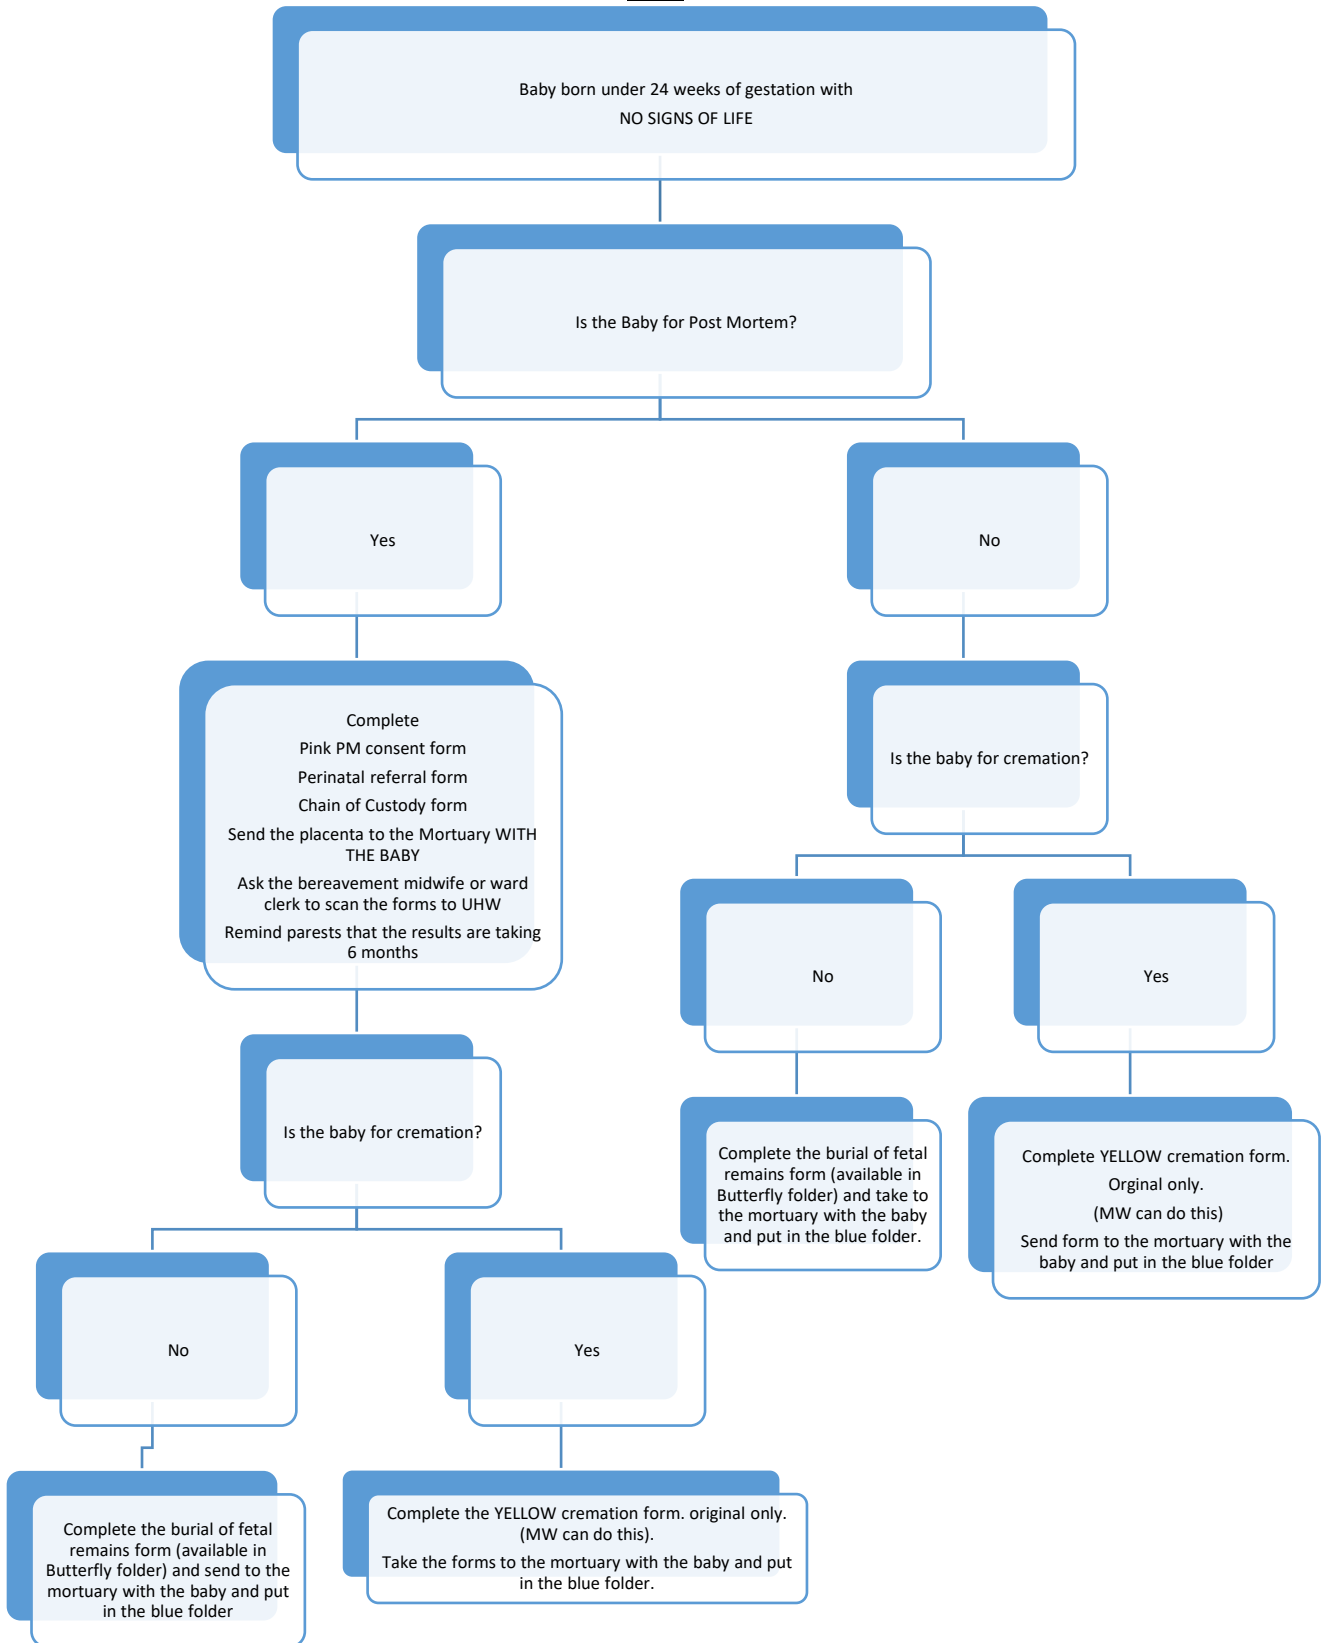 Baby born under 24 weeks of gestation with
NO SIGNS OF LIFE
Is the Baby for Post Mortem?
Yes
No
Complete
Pink PM consent form
Perinatal referral form
Chain of Custody form
Send the placenta to the Mortuary WITH
THE BABY
Ask the bereavement midwife or ward
clerk to scan the forms to UHW
Remind parests that the results are taking
6 months
Is the baby for cremation?
No
Yes
Is the baby for cremation?
Complete the burial of fetal
remains form (available in
Butterfly folder) and take to
the mortuary with the baby
and put in the blue folder.
Complete YELLOW cremation form.
Orginal only.
(MW can do this)
Send form to the mortuary with the
baby and put in the blue folder
No
Yes
Complete the burial of fetal
remains form (available in
Butterfly folder) and send to the
mortuary with the baby and put
in the blue folder
Complete the YELLOW cremation form. original only.
(MW can do this).
Take the forms to the mortuary with the baby and put
in the blue folder.